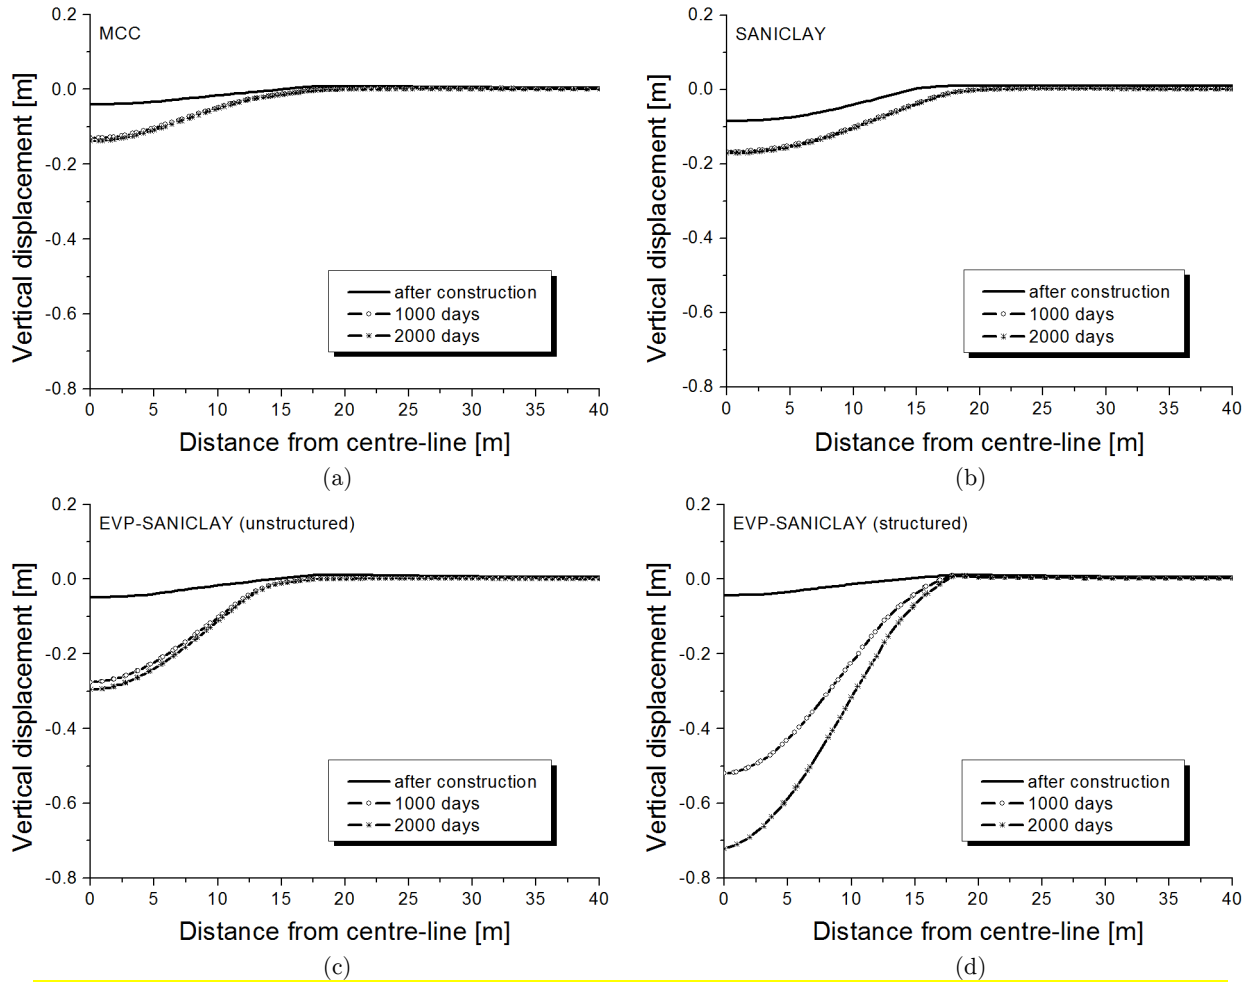 MCC
Vertical displacement [m]
0.2
0.0
-0.2
-0.4
-0.6
-0.8
after construction
1000 days
2000 days
0 5 10 15 20 25 30 35 40
Distance from centre-line [m]
(a)
SANICLAY
Vertical displacement [m]
0.2
0.0
-0.2
-0.4
-0.6
-0.8
after construction
1000 days
2000 days
0 5 10 15 20 25 30 35 40
Distance from centre-line [m]
(b)
EVP-SANICLAY (unstructured)
Vertical displacement [m]
0.2
0.0
-0.2
-0.4
-0.6
-0.8
after construction
1000 days
2000 days
0 5 10 15 20 25 30 35 40
Distance from centre-line [m]
(c)
EVP-SANICLAY (structured)
Vertical displacement [m]
0.2
0.0
-0.2
-0.4
-0.6
-0.8
after construction
1000 days
2000 days
0 5 10 15 20 25 30 35 40
Distance from centre-line [m]
(d)